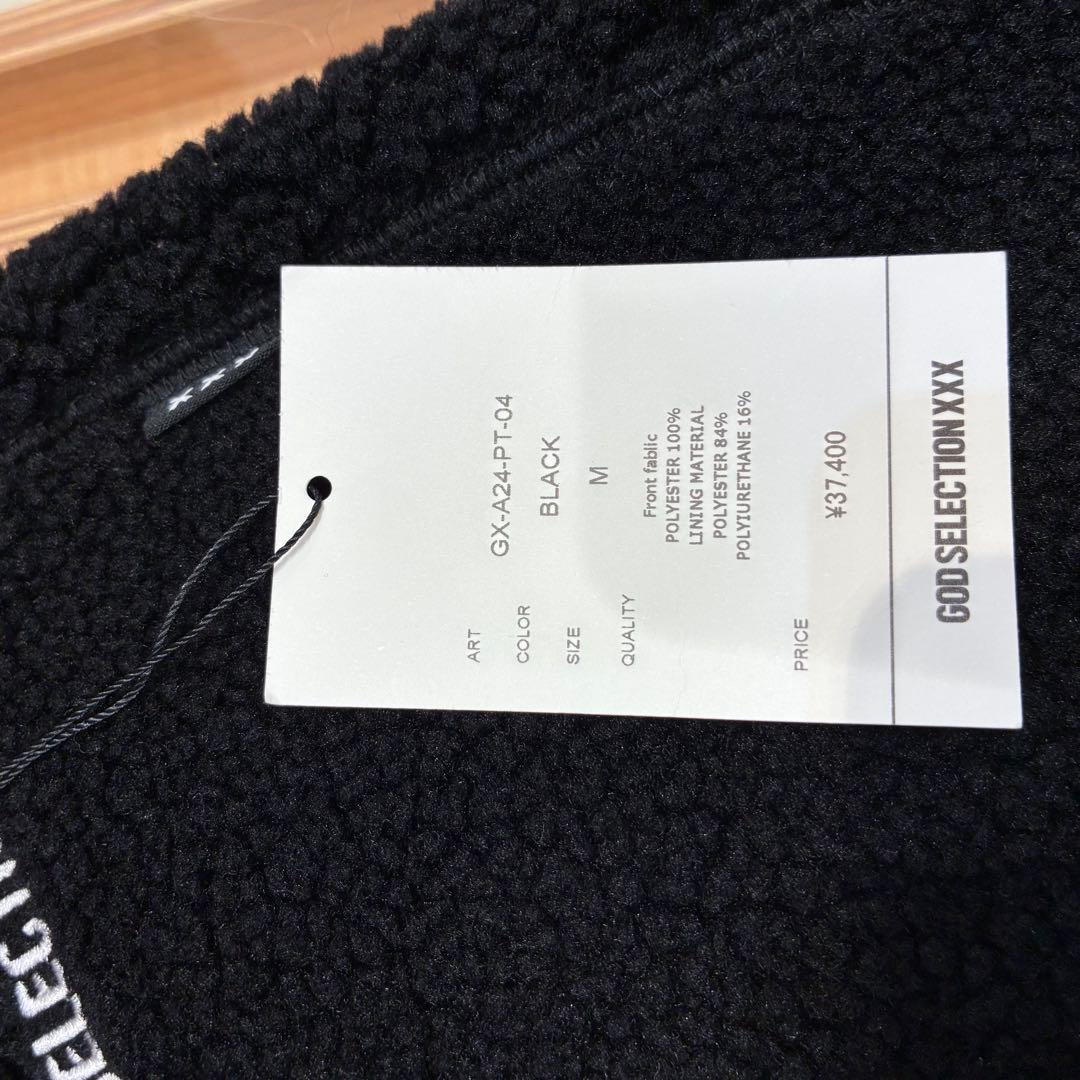 ART GX-A24-PT-04
COLOR BLACK
SIZE M
QUALITY Front fablic
POLYESTER 100%
LINING MATERIAL
POLYESTER 84%
POLYIURETHANE 16%
PRICE ¥37,400
GOD SELECTION XXX